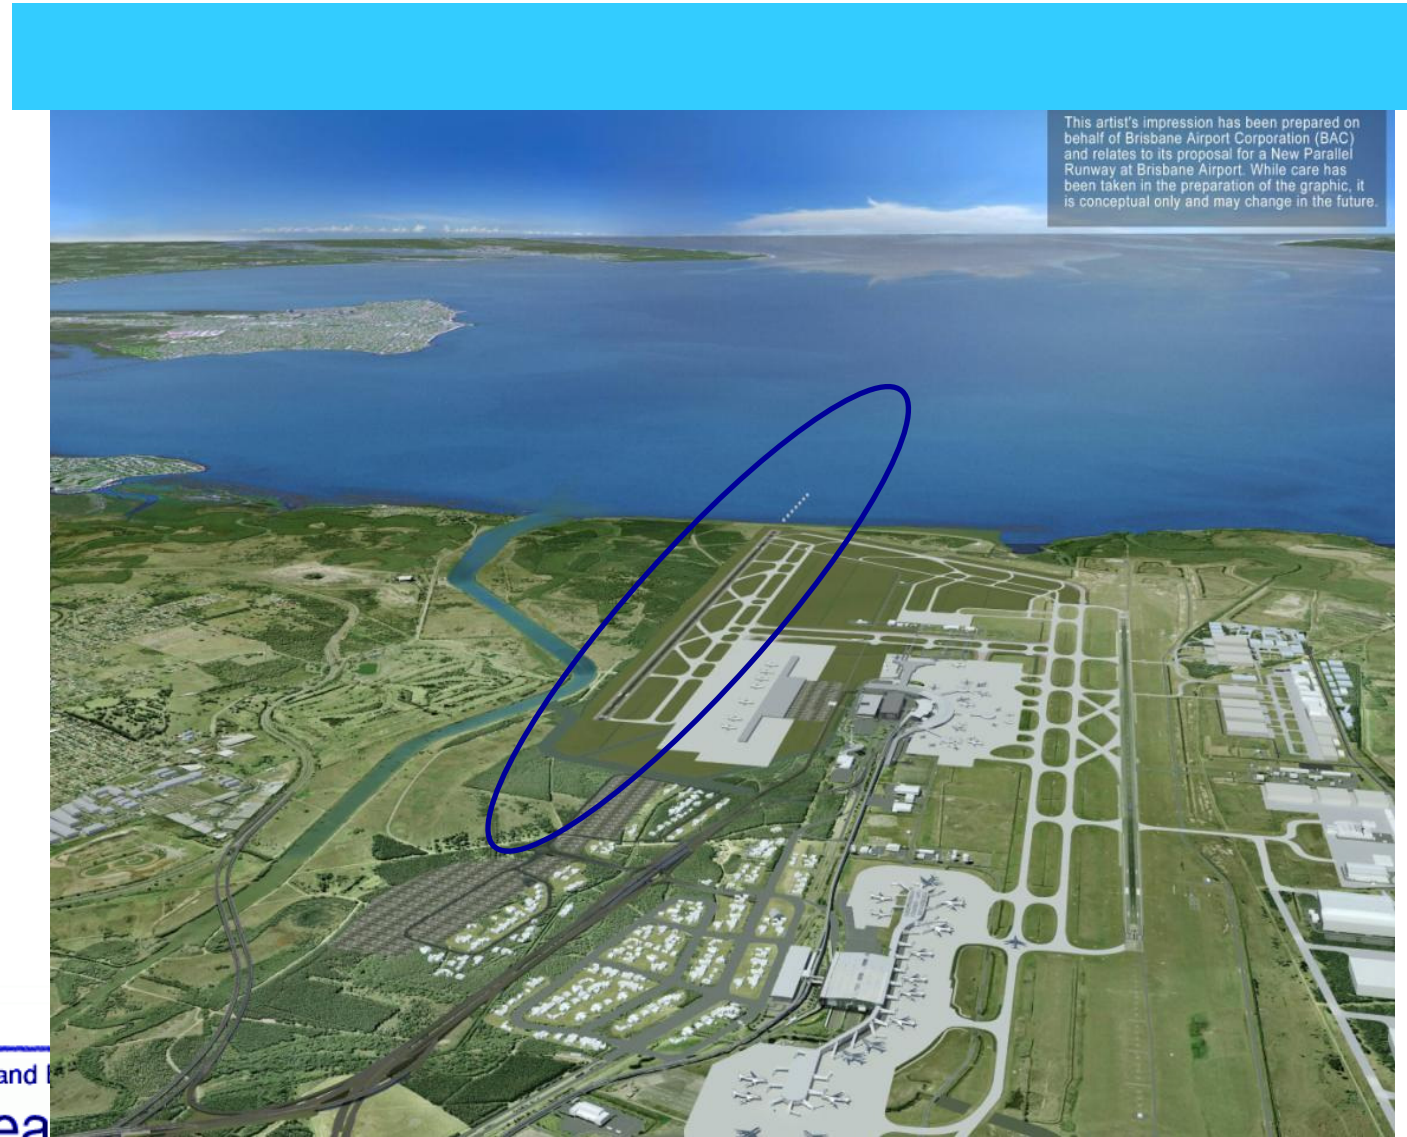 This artist's impression has been prepared on
behalf of Brisbane Airport Corporation (BAC)
and relates to its proposal for a New Parallel
Runway at Brisbane Airport. While care has
been taken in the preparation of the graphic, it
is conceptual only and may change in the future.
and